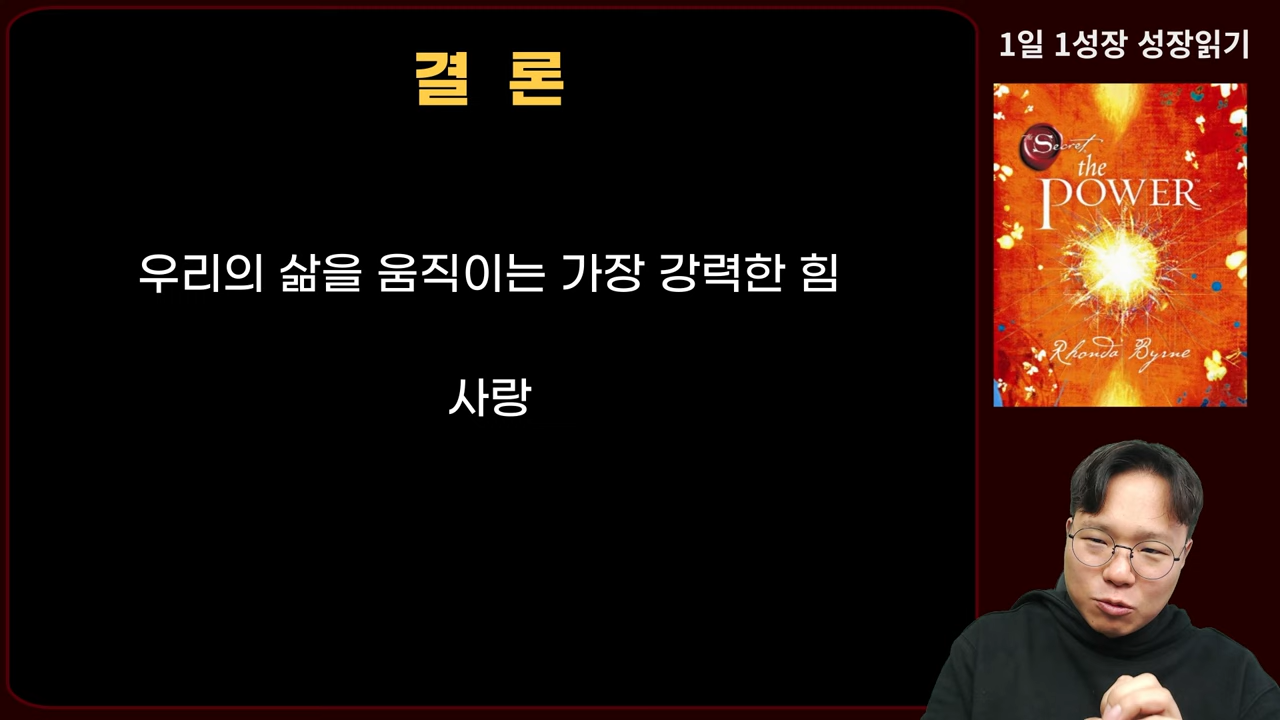 결 론
우리의 삶을 움직이는 가장 강력한 힘
사랑
1일 1성장 성장읽기
The Secret
the
POWER
Rhonda Byrne